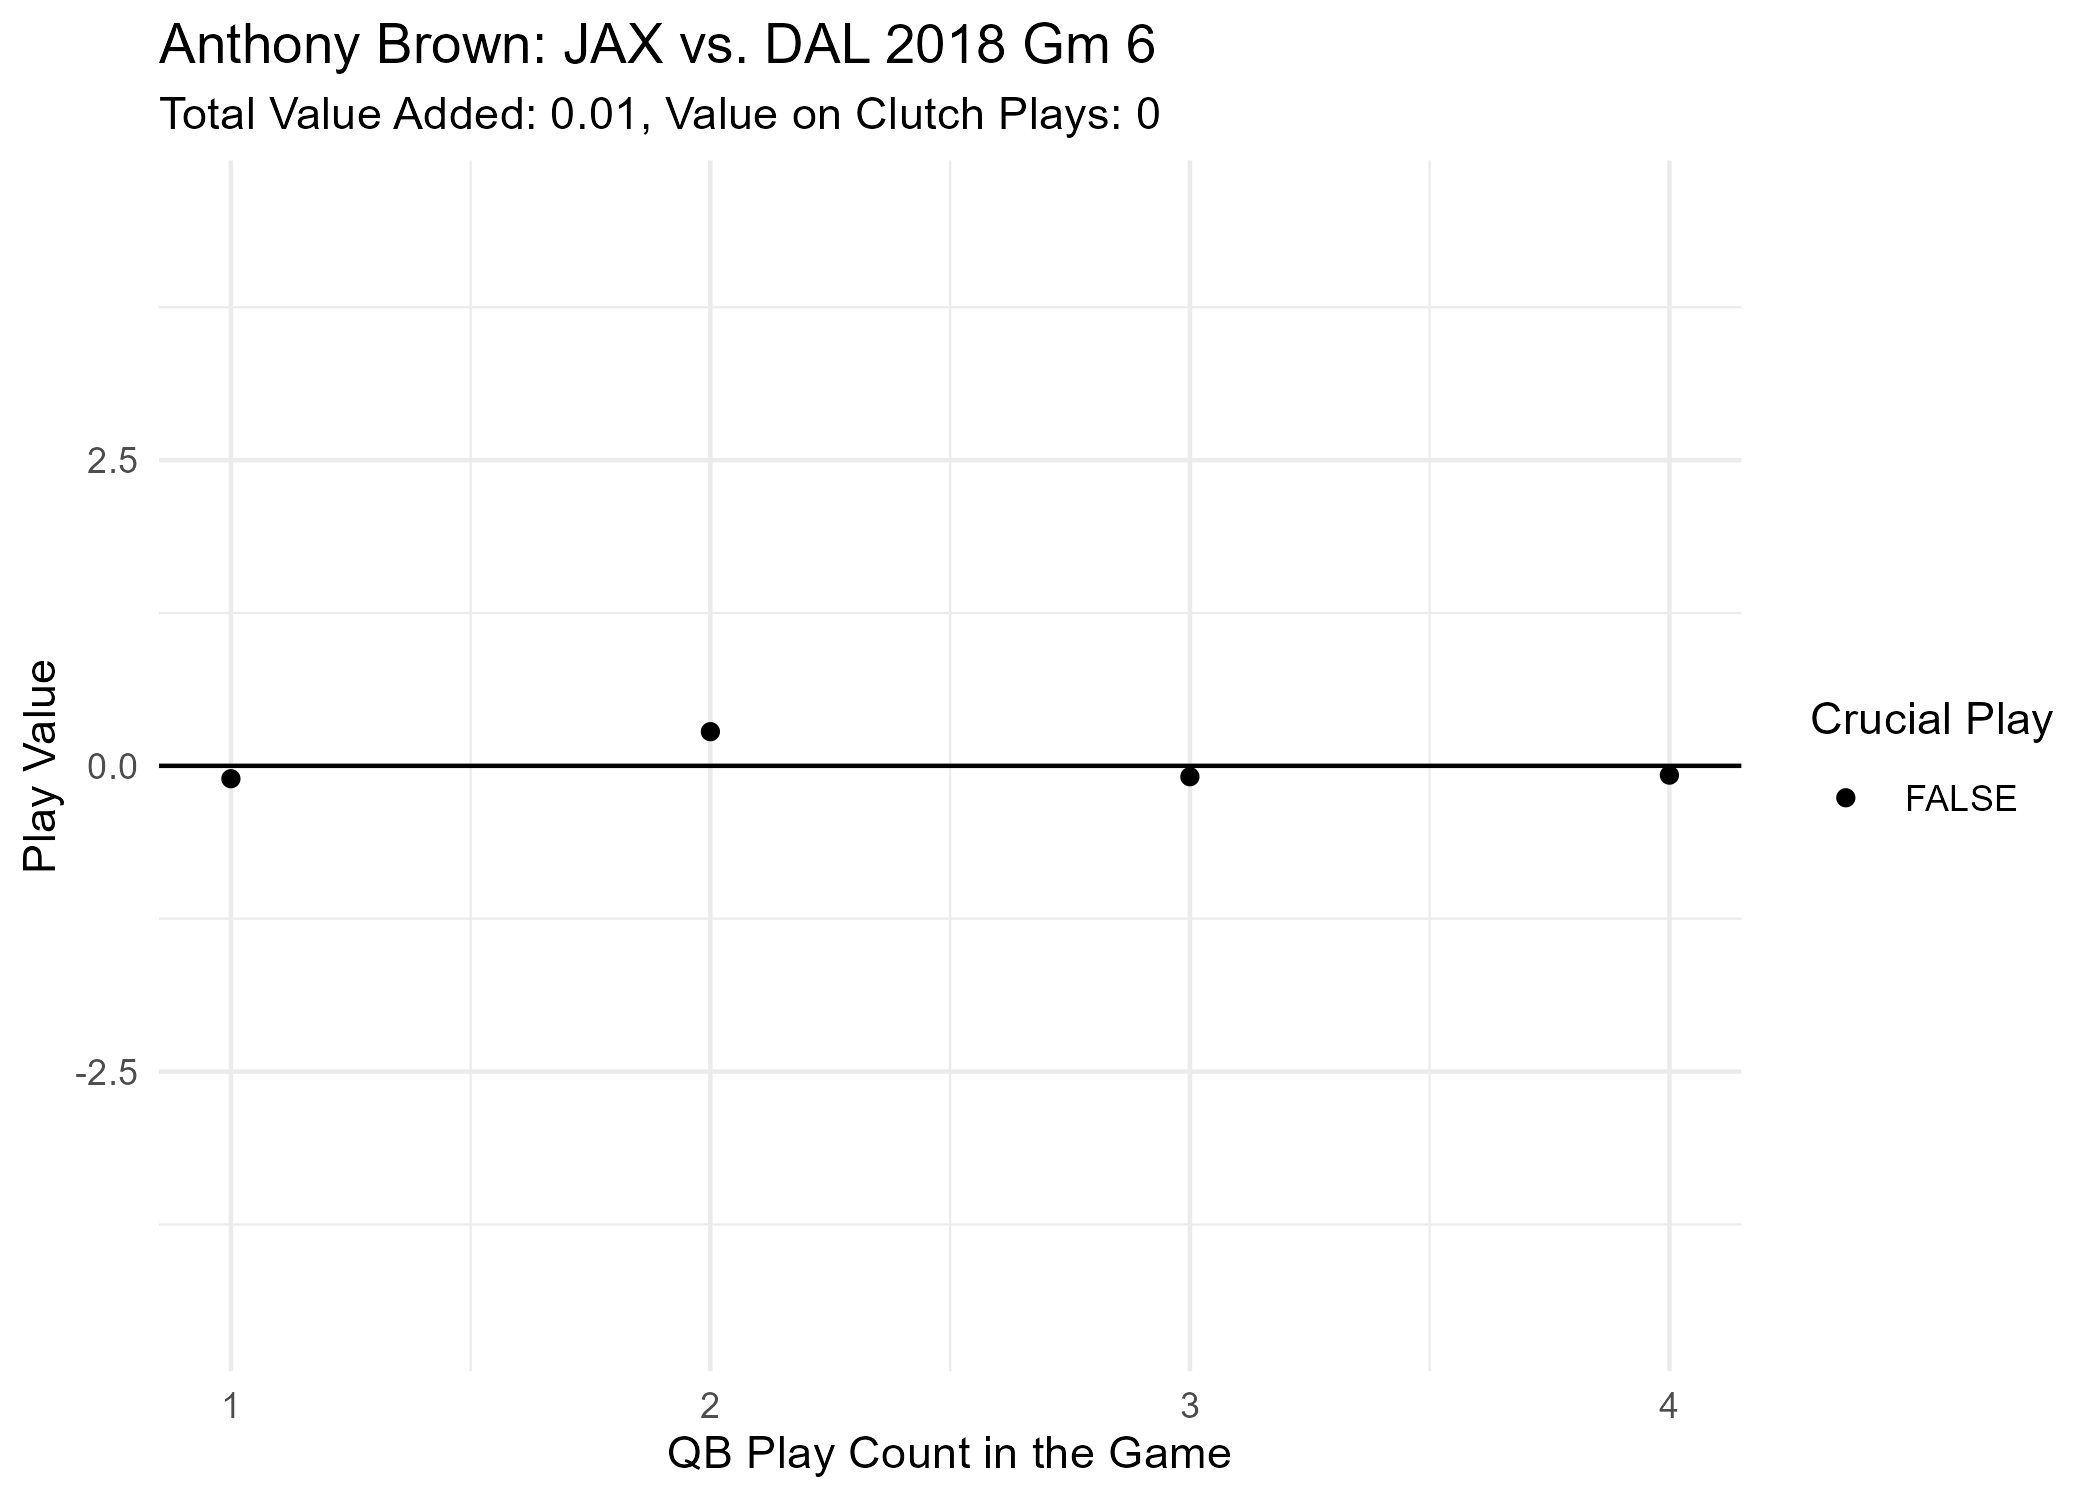 Anthony Brown: JAX vs. DAL 2018 Gm 6
Total Value Added: 0.01, Value on Clutch Plays: 0
Play Value
2.5
0.0
-2.5
1 2 3 4
QB Play Count in the Game
Crucial Play
FALSE